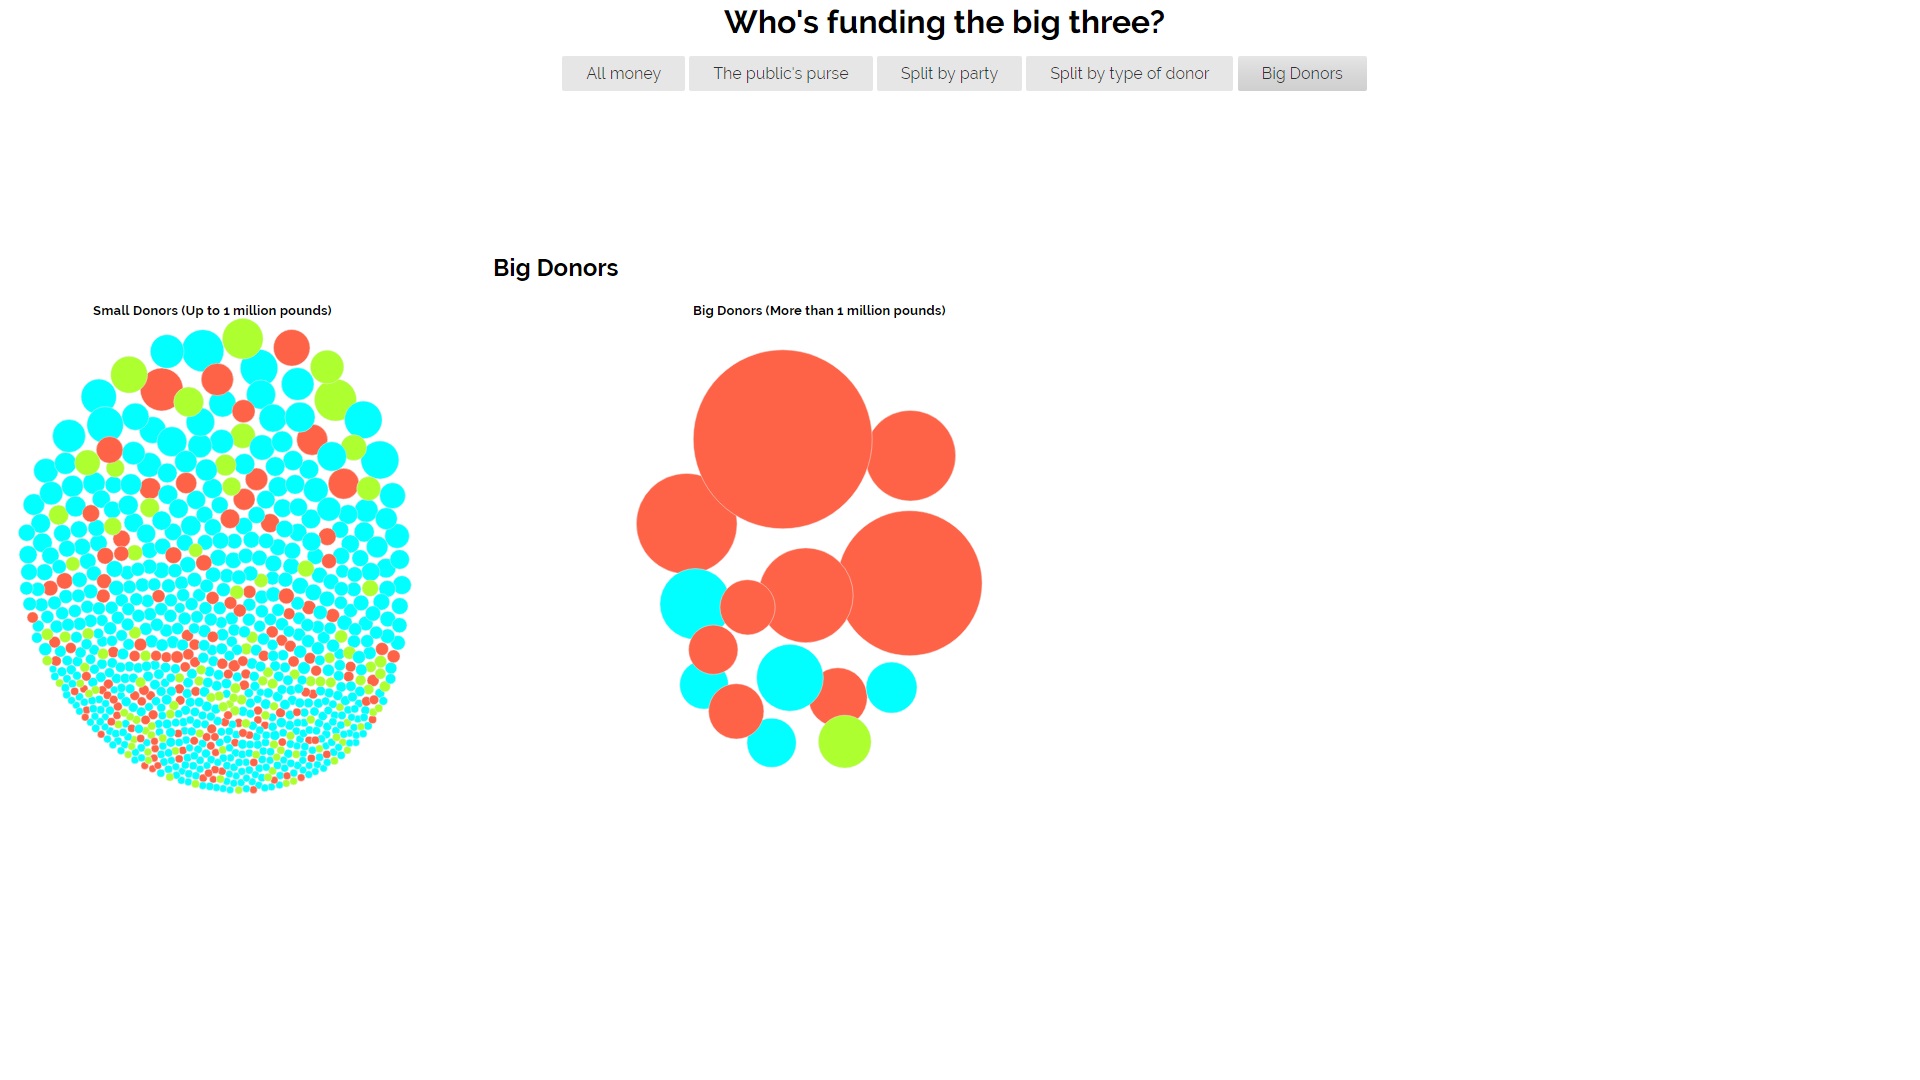 Who's funding the big three?
All money
The public's purse
Split by party
Split by type of donor
Big Donors
Big Donors
Small Donors (Up to 1 million pounds)
Big Donors (More than 1 million pounds)